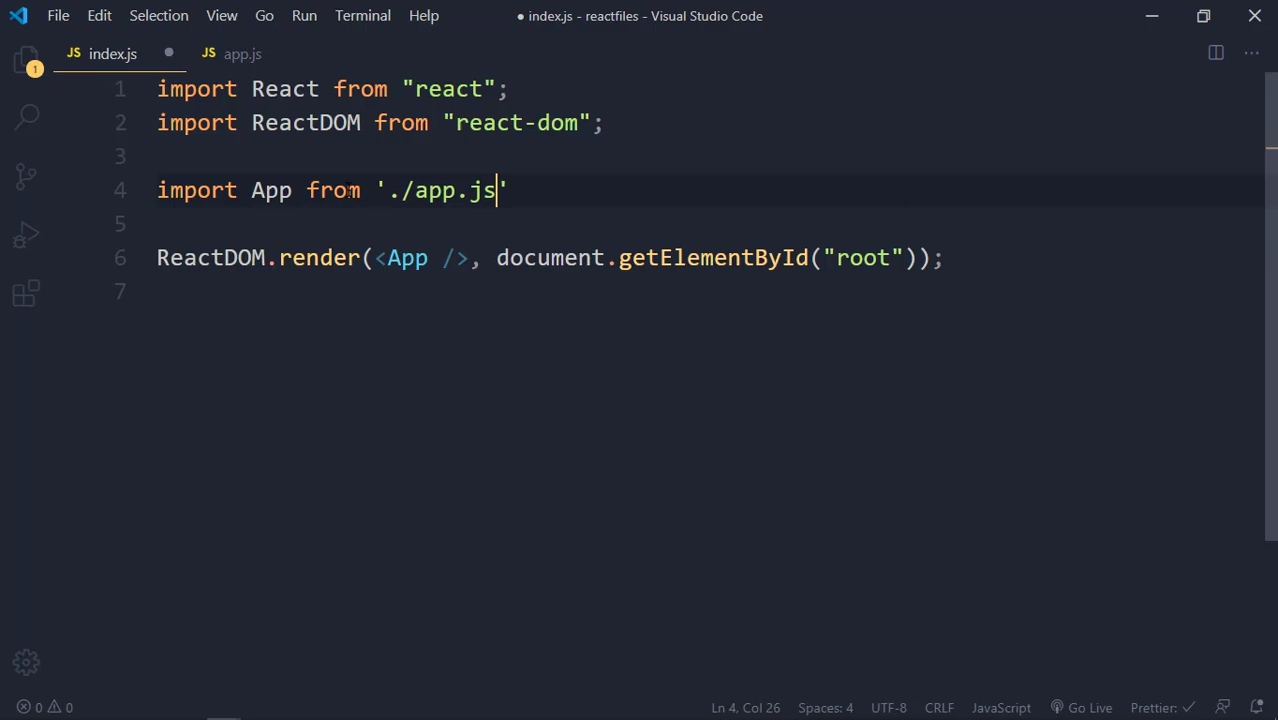 File Edit Selection View Go Run Terminal Help ● index.js - reactfiles - Visual Studio Code
JS index.js JS app.js
1
1 import React from "react";
2 import ReactDOM from "react-dom";
3
4 import App from './app.js'
5
6 ReactDOM.render(<App />, document.getElementById("root"));
7
0 0 Ln 4, Col 26 Spaces: 4 UTF-8 CRLF JavaScript Go Live Prettier: ✓